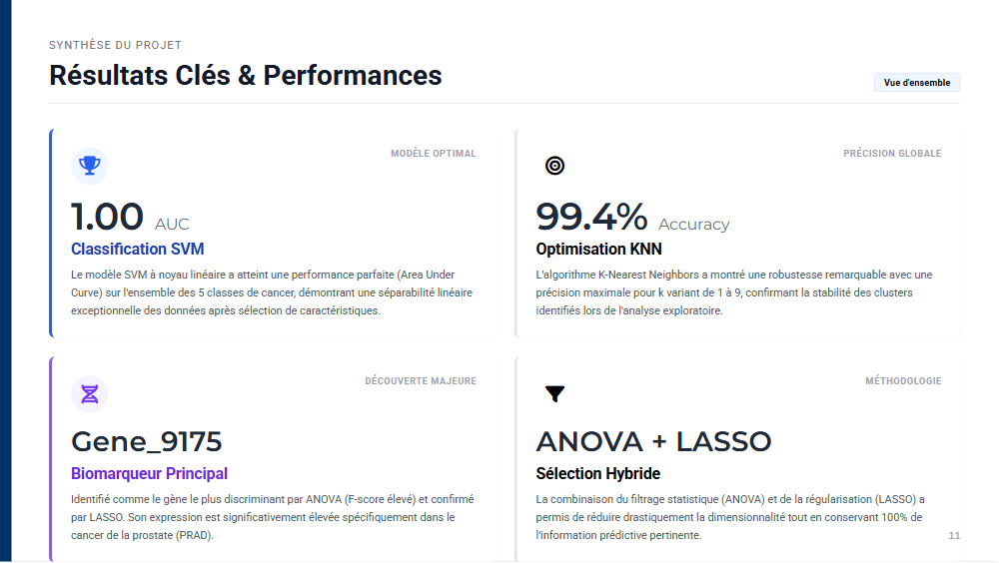 SYNTHÈSE DU PROJET
Résultats Clés & Performances
Vue d'ensemble
MODÈLE OPTIMAL
1.00 AUC
Classification SVM
Le modèle SVM à noyau linéaire a atteint une performance parfaite (Area Under
Curve) sur l'ensemble des 5 classes de cancer, démontrant une séparabilité linéaire
exceptionnelle des données après sélection de caractéristiques.
PRÉCISION GLOBALE
99.4% Accuracy
Optimisation KNN
L'algorithme K-Nearest Neighbors a montré une robustesse remarquable avec une
précision maximale pour k variant de 1 à 9, confirmant la stabilité des clusters
identifiés lors de l'analyse exploratoire.
DÉCOUVERTE MAJEURE
Gene_9175
Biomarqueur Principal
Identifié comme le gène le plus discriminant par ANOVA (F-score élevé) et confirmé
par LASSO. Son expression est significativement élevée spécifiquement dans le
cancer de la prostate (PRAD).
MÉTHODOLOGIE
ANOVA + LASSO
Sélection Hybride
La combinaison du filtrage statistique (ANOVA) et de la régularisation (LASSO) a
permis de réduire drastiquement la dimensionnalité tout en conservant 100% de
l'information prédictive pertinente.
11